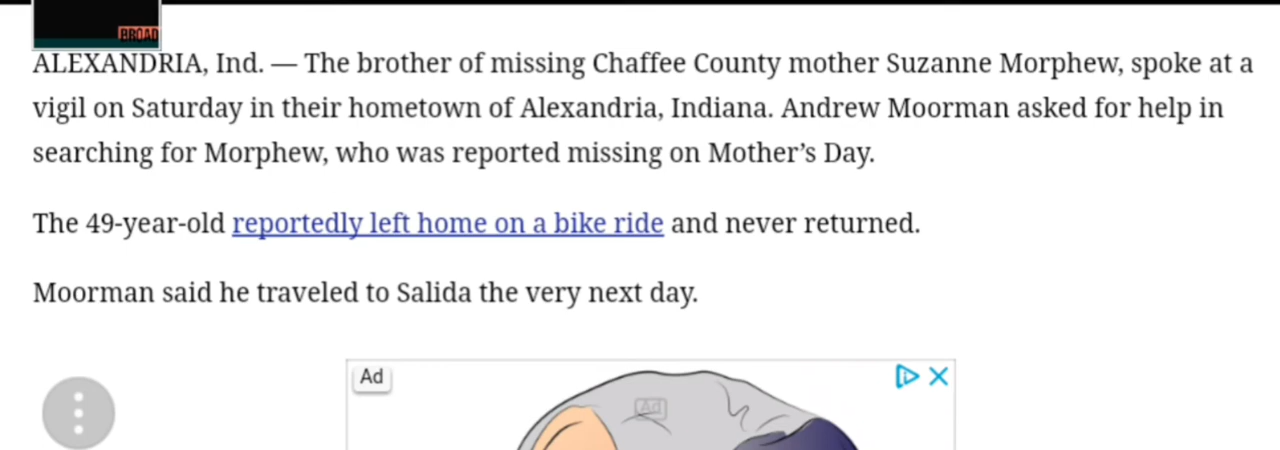 BROAD
ALEXANDRIA, Ind. — The brother of missing Chaffee County mother Suzanne Morphew, spoke at a
vigil on Saturday in their hometown of Alexandria, Indiana. Andrew Moorman asked for help in
searching for Morphew, who was reported missing on Mother’s Day.
The 49-year-old reportedly left home on a bike ride and never returned.
Moorman said he traveled to Salida the very next day.
Ad
Ad